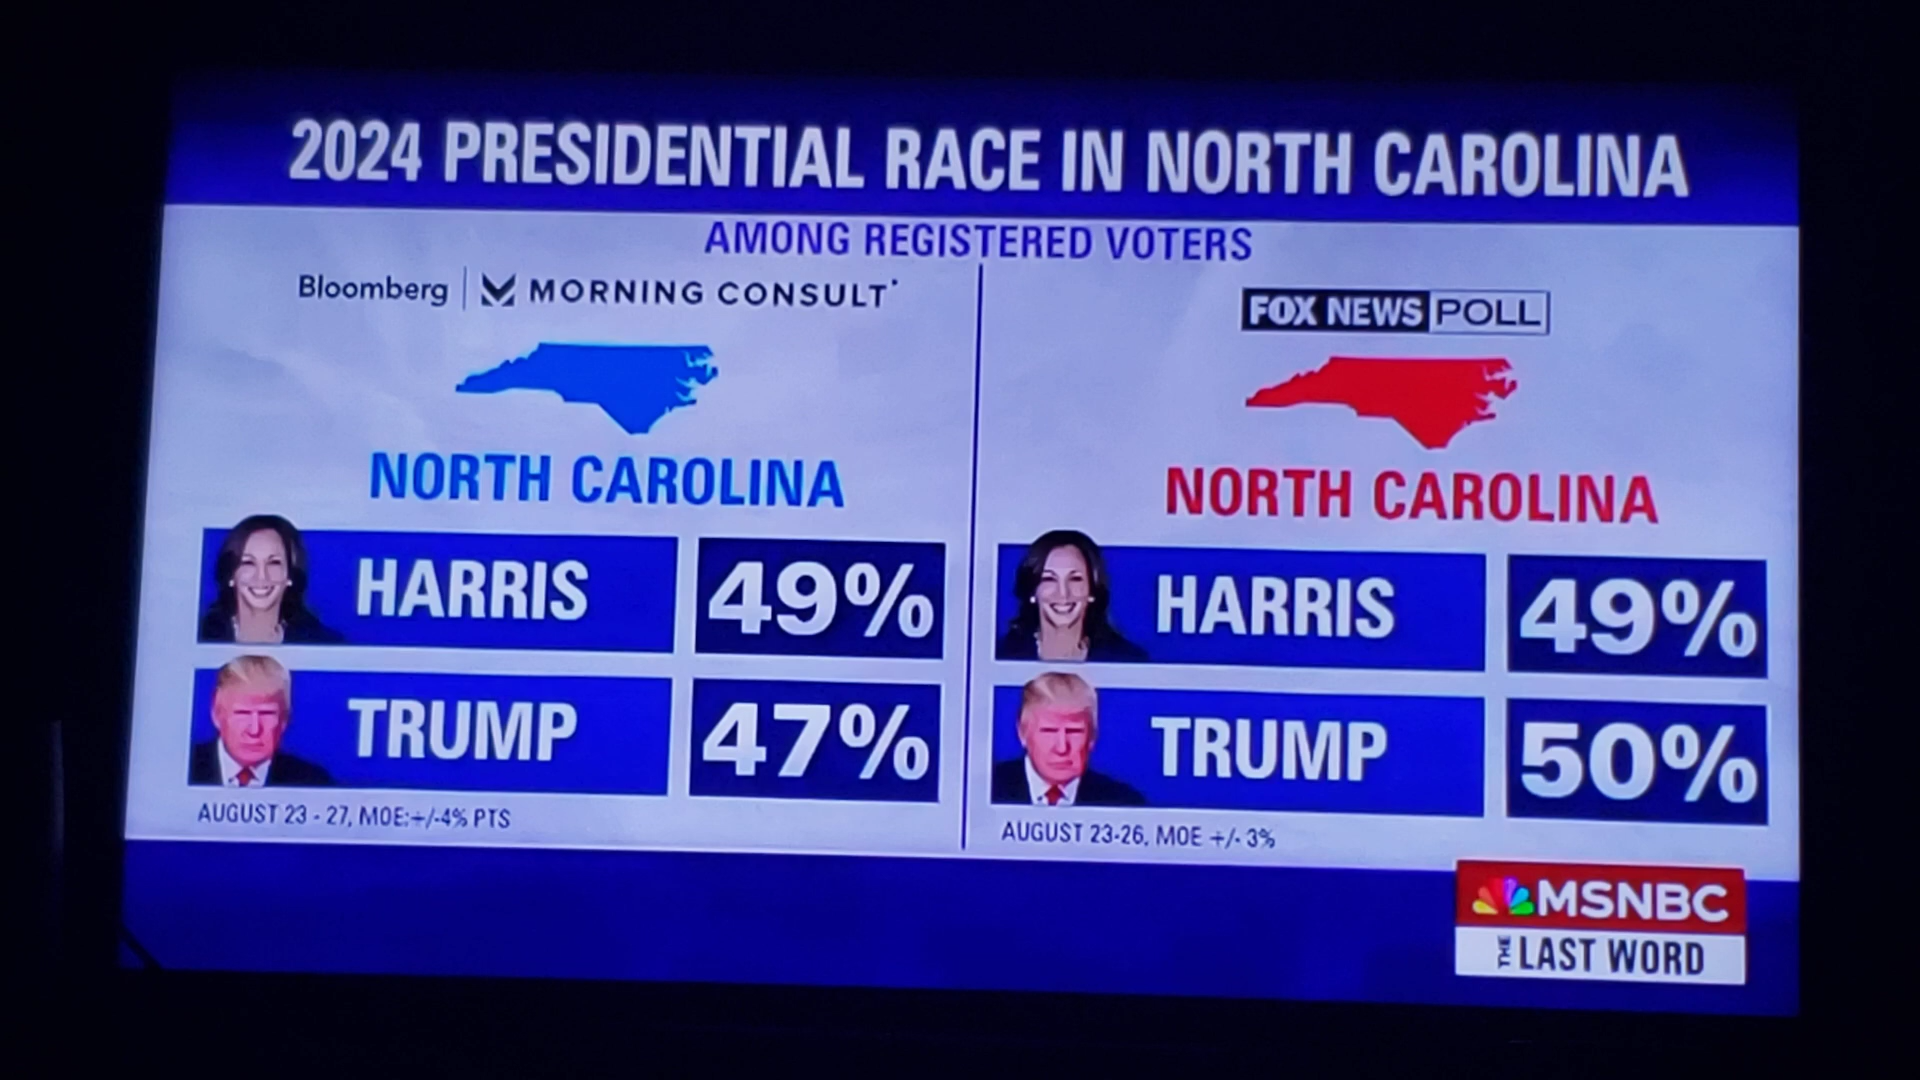 2024 PRESIDENTIAL RACE IN NORTH CAROLINA
AMONG REGISTERED VOTERS
Bloomberg | MORNING CONSULT
NORTH CAROLINA
HARRIS 49%
TRUMP 47%
AUGUST 23 - 27, MOE:+/-4% PTS
FOX NEWS POLL
NORTH CAROLINA
HARRIS 49%
TRUMP 50%
AUGUST 23-26, MOE +/- 3%
MSNBC
THE LAST WORD